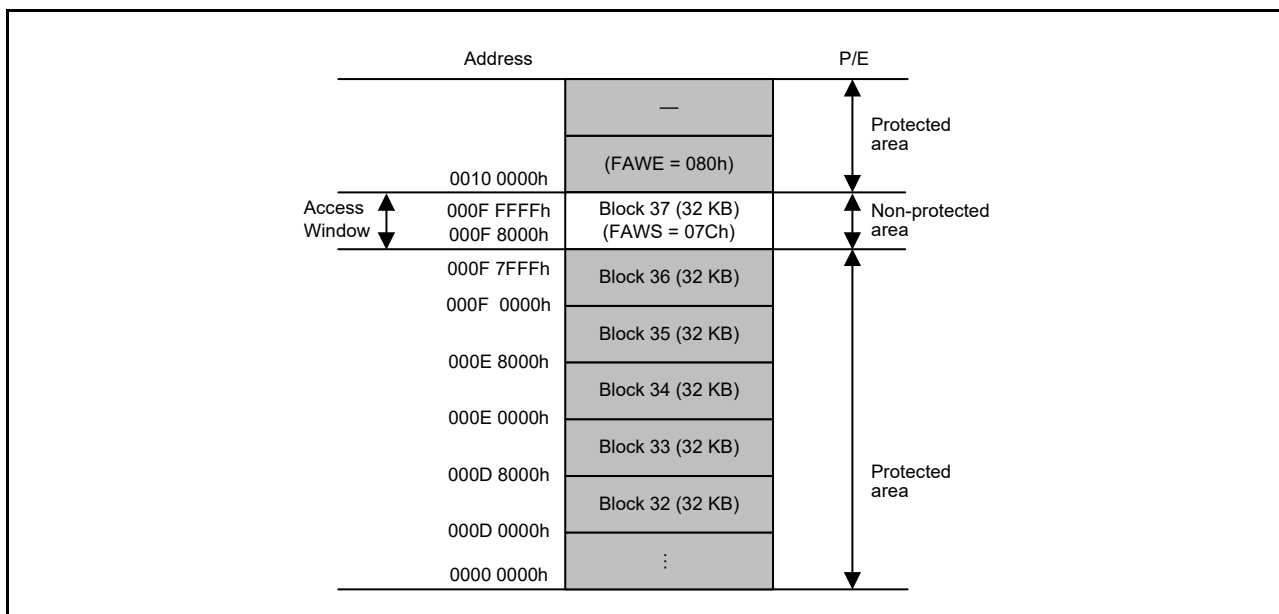 Address P/E
—
Protected
area
(FAWE = 080h)
0010 0000h
Access
Window
000F FFFFh
000F 8000h
Block 37 (32 KB)
(FAWS = 07Ch)
Non-protected
area
000F 7FFFh
Block 36 (32 KB)
000F 0000h
Block 35 (32 KB)
000E 8000h
Block 34 (32 KB)
000E 0000h
Block 33 (32 KB)
000D 8000h
Protected
area
Block 32 (32 KB)
000D 0000h
⋮
0000 0000h